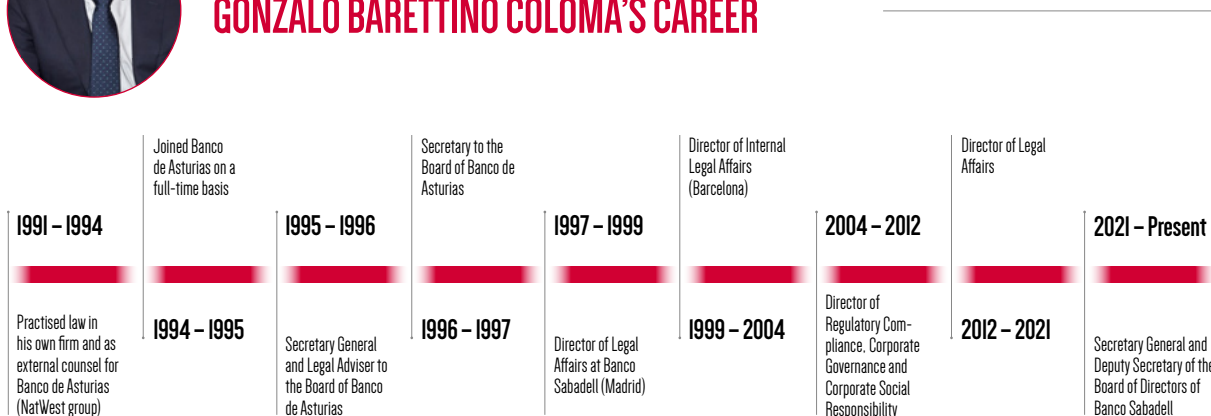 GONZALO BARETTINO COLOMA'S CAREER
1991 – 1994
Practised law in
his own firm and as
external counsel for
Banco de Asturias
(NatWest group)
Joined Banco
de Asturias on a
full-time basis
1994 – 1995
1995 – 1996
Secretary General
and Legal Adviser to
the Board of Banco
de Asturias
Secretary to the
Board of Banco de
Asturias
1996 – 1997
1997 – 1999
Director of Legal
Affairs at Banco
Sabadell (Madrid)
Director of Internal
Legal Affairs
(Barcelona)
1999 – 2004
2004 – 2012
Director of
Regulatory Com-
pliance, Corporate
Governance and
Corporate Social
Responsibility
Director of Legal
Affairs
2012 – 2021
2021 – Present
Secretary General and
Deputy Secretary of the
Board of Directors of
Banco Sabadell